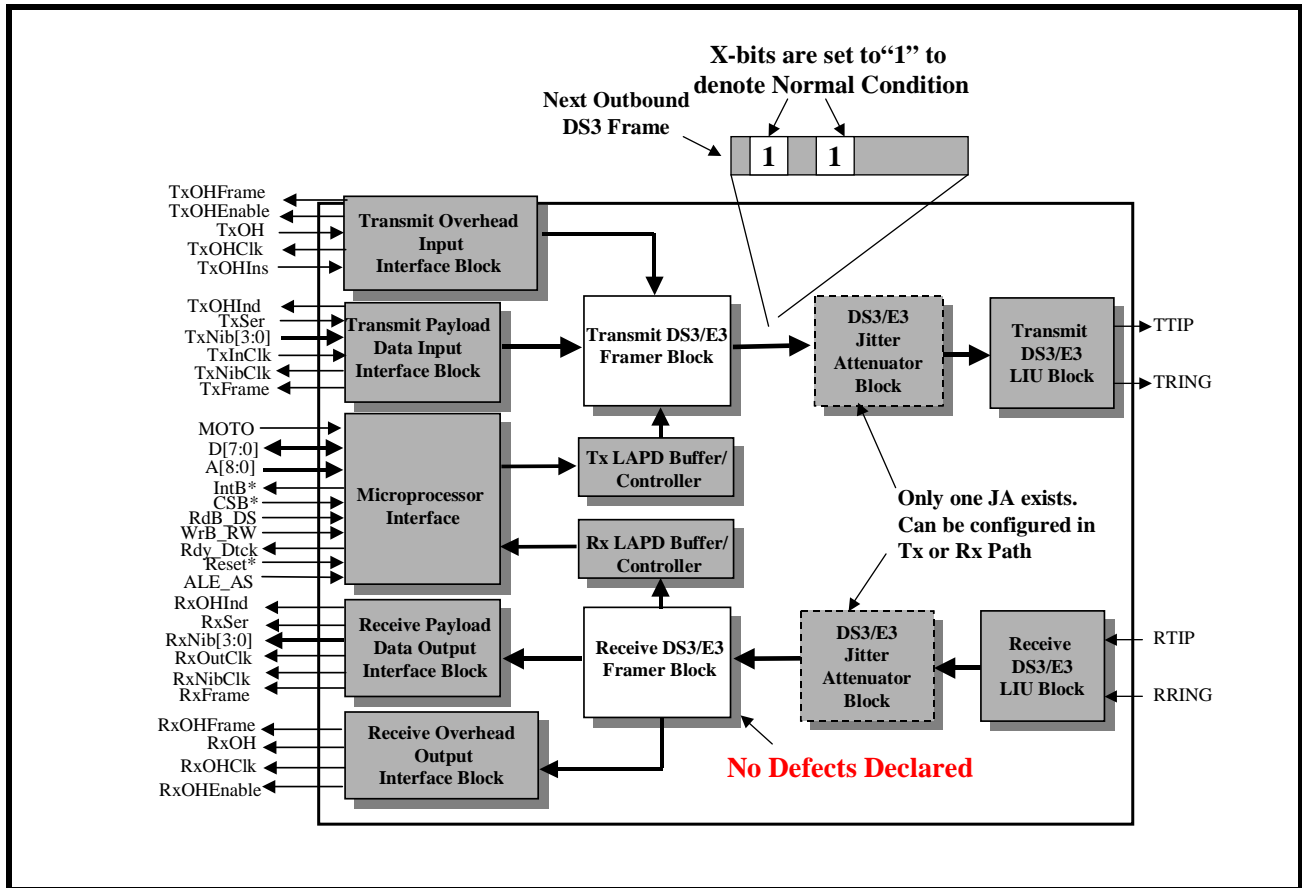 X-bits are set to“1” to
denote Normal Condition
Next Outbound
DS3 Frame
1 1
TxOHFrame
TxOHEnable
TxOH
TxOHClk
TxOHIns
Transmit Overhead
Input
Interface Block
TxOHInd
TxSer
TxNib[3:0]
TxInClk
TxNibClk
TxFrame
Transmit Payload
Data Input
Interface Block
Transmit DS3/E3
Framer Block
DS3/E3
Jitter
Attenuator
Block
Transmit
DS3/E3
LIU Block
TTIP
TRING
MOTO
D[7:0]
A[8:0]
IntB*
CSB*
RdB_DS
WrB_RW
Rdy_Dtck
Reset*
ALE_AS
Microprocessor
Interface
Tx LAPD Buffer/
Controller
Rx LAPD Buffer/
Controller
Only one JA exists.
Can be configured in
Tx or Rx Path
RxOHInd
RxSer
RxNib[3:0]
RxOutClk
RxNibClk
RxFrame
Receive Payload
Data Output
Interface Block
Receive DS3/E3
Framer Block
DS3/E3
Jitter
Attenuator
Block
Receive
DS3/E3
LIU Block
RTIP
RRING
RxOHFrame
RxOH
RxOHClk
RxOHEnable
Receive Overhead
Output
Interface Block
No Defects Declared